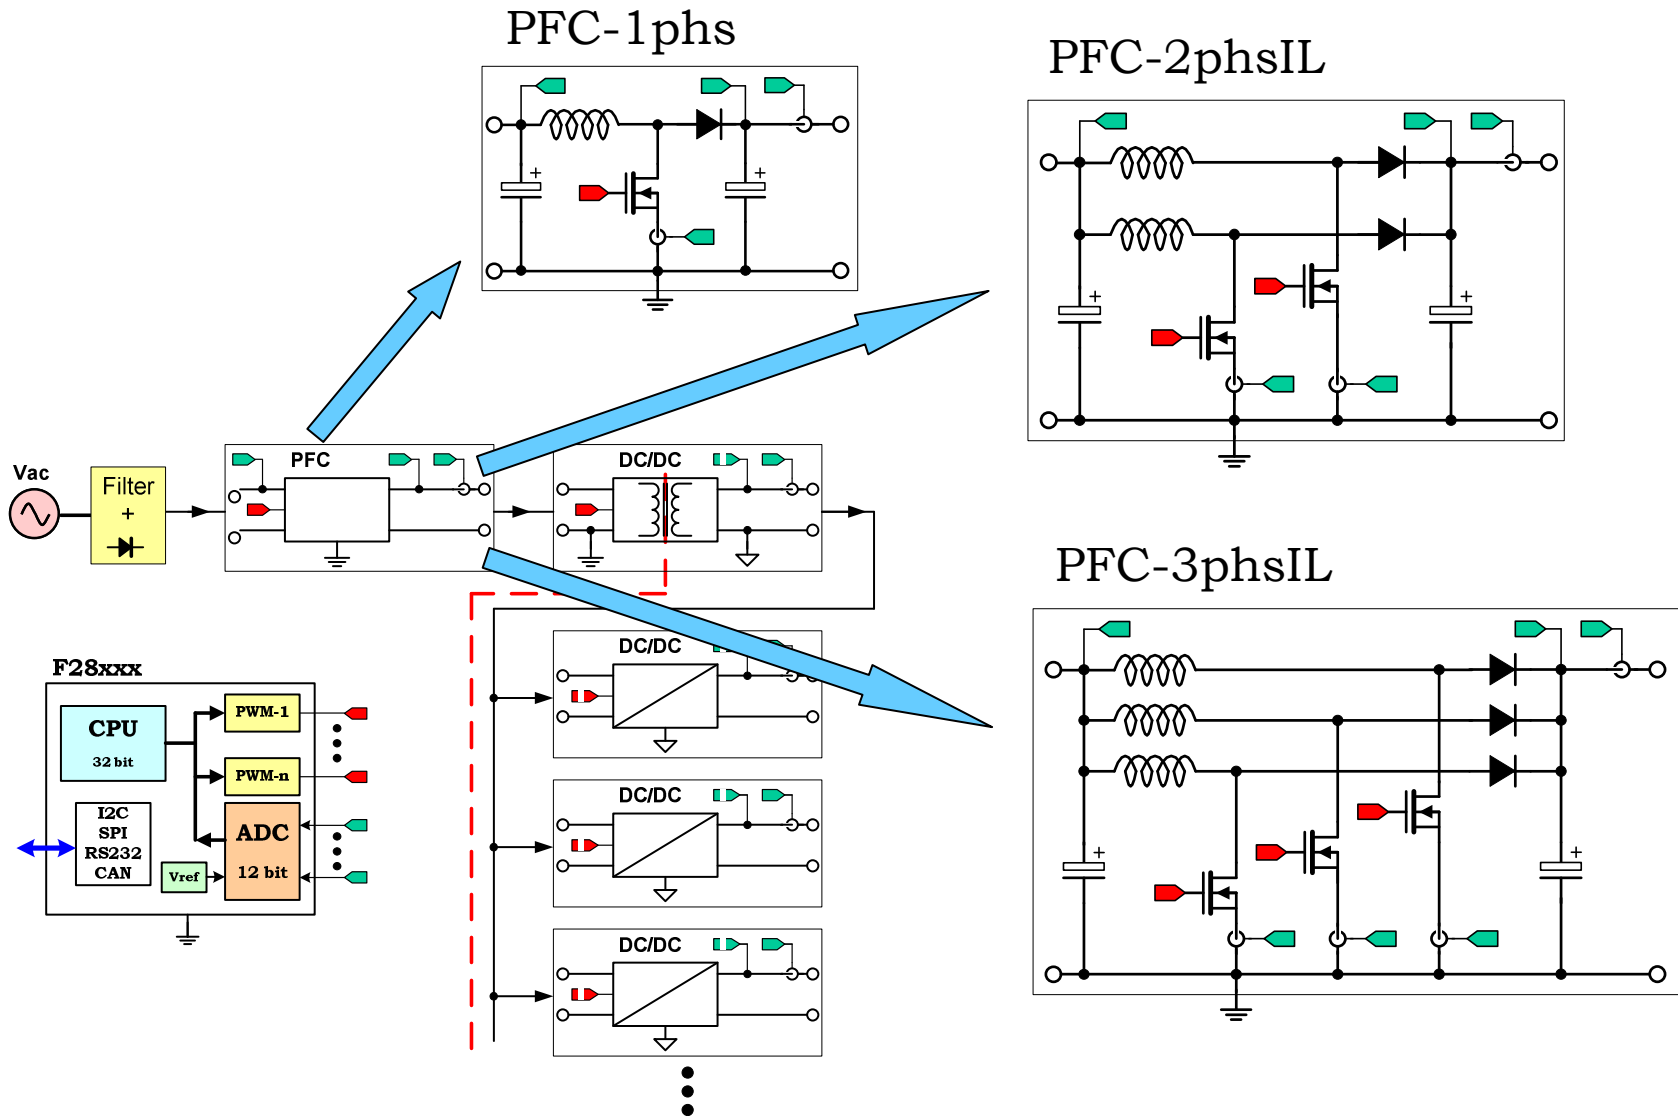 PFC-1phs
PFC-2phsIL
+
+
+
+
Vac
Filter
+
PFC
DC/DC
PFC-3phsIL
DC/DC
F28xxx
CPU
32 bit
PWM-1
PWM-n
I2C
SPI
RS232
CAN
ADC
12 bit
Vref
DC/DC
+
+
DC/DC